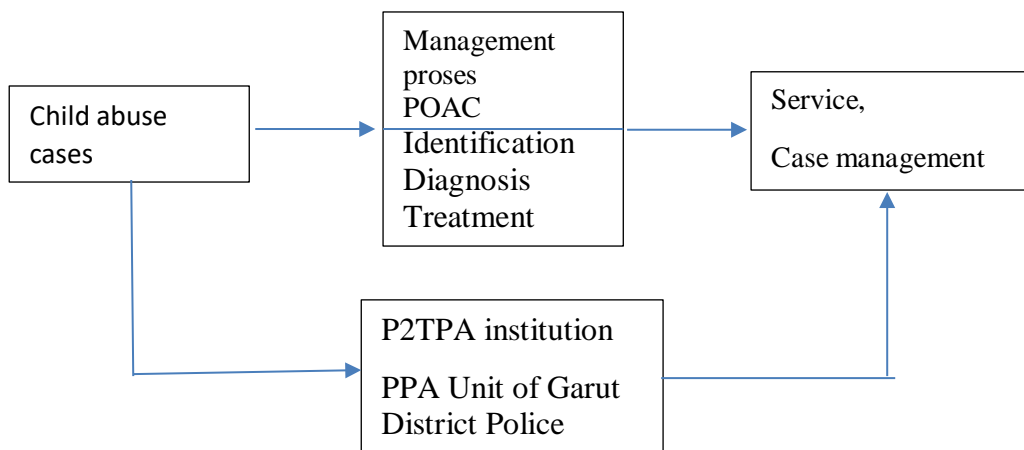 Child abuse
cases
Management
proses
POAC
Identification
Diagnosis
Treatment
Service,
Case management
P2TPA institution
PPA Unit of Garut
District Police